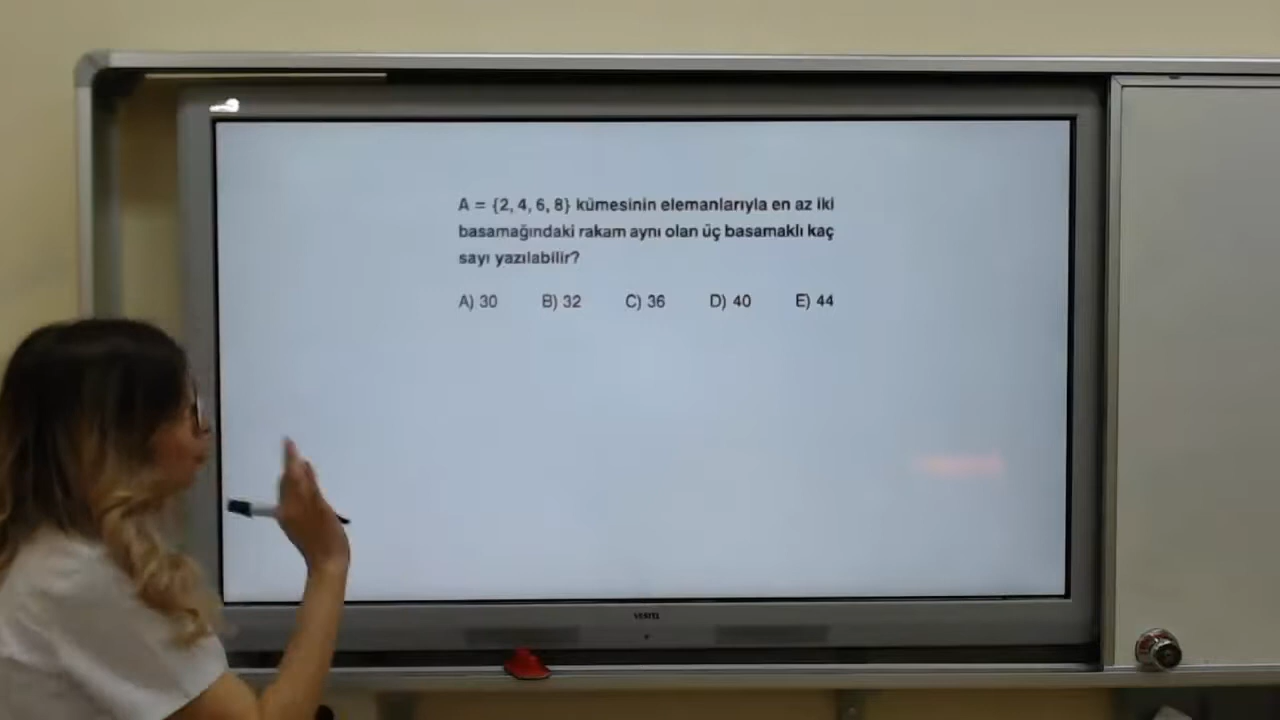 A = {2, 4, 6, 8} kümesinin elemanlarıyla en az iki
basamağındaki rakam aynı olan üç basamaklı kaç
sayı yazılabilir?
A) 30 B) 32 C) 36 D) 40 E) 44
VESTEL